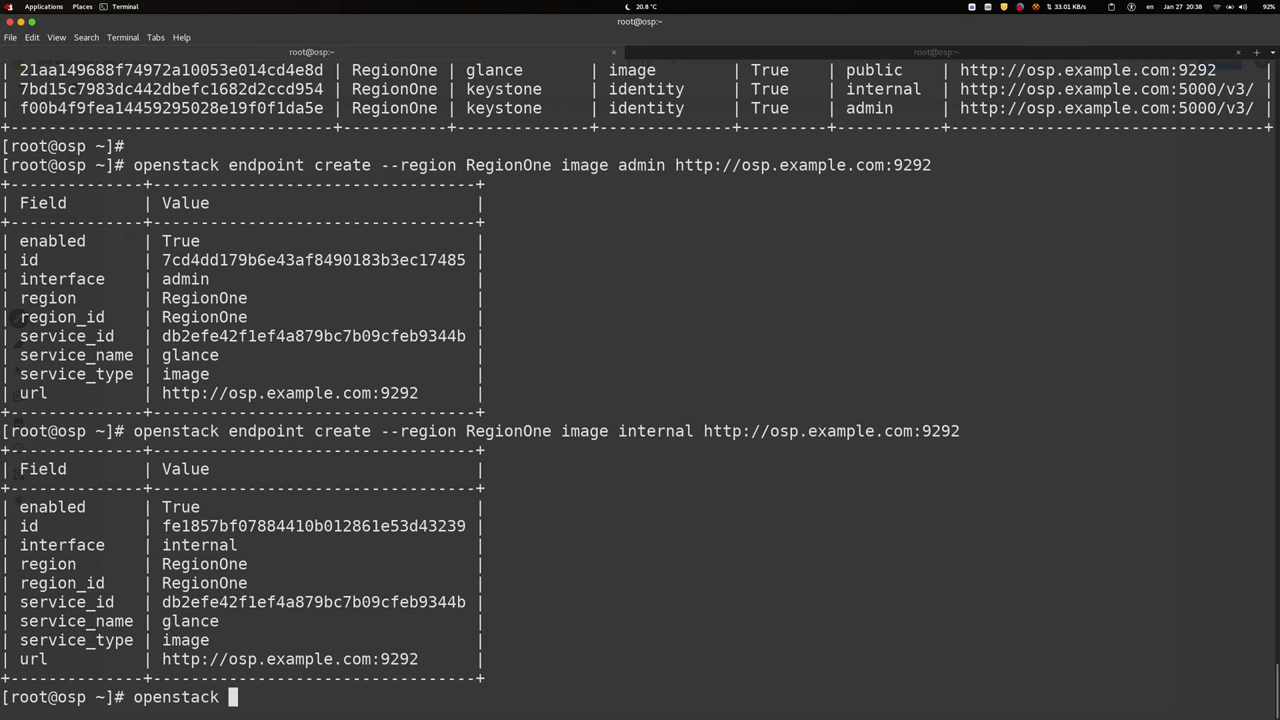 Applications Places Terminal 20.8 °C 33.01 KB/s en Jan 27 20:38 92%
root@osp:~
File Edit View Search Terminal Tabs Help
root@osp:~ × root@osp:~ × +
| 21aa149688f74972a10053e014cd4e8d | RegionOne | glance | image | True | public | http://osp.example.com:9292 |
| 7bd15c7983dc442dbefc1682d2ccd954 | RegionOne | keystone | identity | True | internal | http://osp.example.com:5000/v3/ |
| f00b4f9fea14459295028e19f0f1da5e | RegionOne | keystone | identity | True | admin | http://osp.example.com:5000/v3/ |
+----------------------------------+-----------+--------------+--------------+---------+-----------+---------------------------------+
[root@osp ~]#
[root@osp ~]# openstack endpoint create --region RegionOne image admin http://osp.example.com:9292
+--------------+----------------------------------+
| Field | Value |
+--------------+----------------------------------+
| enabled | True |
| id | 7cd4dd179b6e43af8490183b3ec17485 |
| interface | admin |
| region | RegionOne |
| region_id | RegionOne |
| service_id | db2efe42f1ef4a879bc7b09cfeb9344b |
| service_name | glance |
| service_type | image |
| url | http://osp.example.com:9292 |
+--------------+----------------------------------+
[root@osp ~]# openstack endpoint create --region RegionOne image internal http://osp.example.com:9292
+--------------+----------------------------------+
| Field | Value |
+--------------+----------------------------------+
| enabled | True |
| id | fe1857bf07884410b012861e53d43239 |
| interface | internal |
| region | RegionOne |
| region_id | RegionOne |
| service_id | db2efe42f1ef4a879bc7b09cfeb9344b |
| service_name | glance |
| service_type | image |
| url | http://osp.example.com:9292 |
+--------------+----------------------------------+
[root@osp ~]# openstack